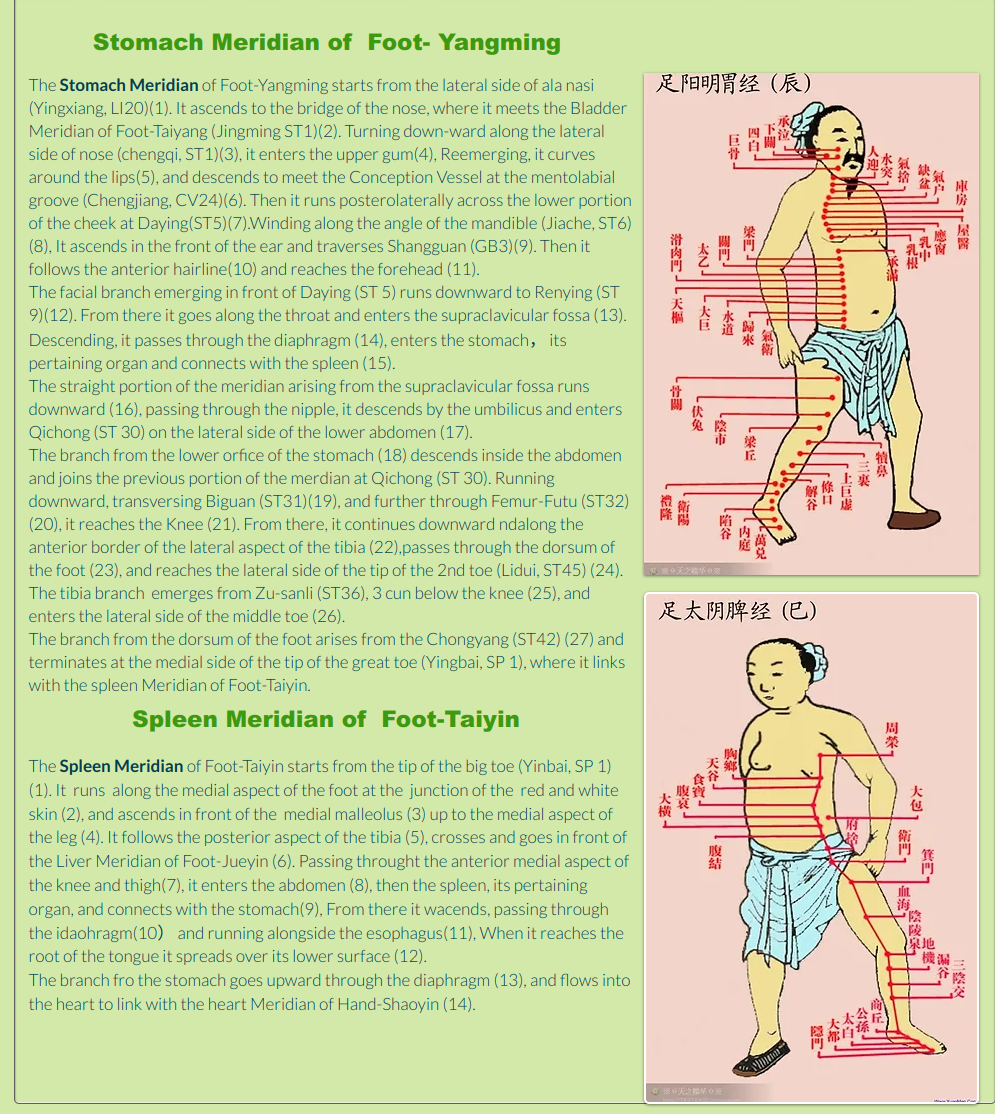 Stomach Meridian of Foot- Yangming
The Stomach Meridian of Foot-Yangming starts from the lateral side of ala nasi
(Yingxiang, LI20)(1). It ascends to the bridge of the nose, where it meets the Bladder
Meridian of Foot-Taiyang (Jingming ST1)(2). Turning down-ward along the lateral
side of nose (chengqi, ST1)(3), it enters the upper gum(4), Reemerging, it curves
around the lips(5), and descends to meet the Conception Vessel at the mentolabial
groove (Chengjiang, CV24)(6). Then it runs posterolaterally across the lower portion
of the cheek at Daying(ST5)(7).Winding along the angle of the mandible (Jiache, ST6)
(8), It ascends in the front of the ear and traverses Shangguan (GB3)(9). Then it
follows the anterior hairline(10) and reaches the forehead (11).
The facial branch emerging in front of Daying (ST 5) runs downward to Renying (ST
9)(12). From there it goes along the throat and enters the supraclavicular fossa (13).
Descending, it passes through the diaphragm (14), enters the stomach， its
pertaining organ and connects with the spleen (15).
The straight portion of the meridian arising from the supraclavicular fossa runs
downward (16), passing through the nipple, it descends by the umbilicus and enters
Qichong (ST 30) on the lateral side of the lower abdomen (17).
The branch from the lower orfice of the stomach (18) descends inside the abdomen
and joins the previous portion of the merdian at Qichong (ST 30). Running
downward, transversing Biguan (ST31)(19), and further through Femur-Futu (ST32)
(20), it reaches the Knee (21). From there, it continues downward ndalong the
anterior border of the lateral aspect of the tibia (22),passes through the dorsum of
the foot (23), and reaches the lateral side of the tip of the 2nd toe (Lidui, ST45) (24).
The tibia branch emerges from Zu-sanli (ST36), 3 cun below the knee (25), and
enters the lateral side of the middle toe (26).
The branch from the dorsum of the foot arises from the Chongyang (ST42) (27) and
terminates at the medial side of the tip of the great toe (Yingbai, SP 1), where it links
with the spleen Meridian of Foot-Taiyin.
Spleen Meridian of Foot-Taiyin
The Spleen Meridian of Foot-Taiyin starts from the tip of the big toe (Yinbai, SP 1)
(1). It runs along the medial aspect of the foot at the junction of the red and white
skin (2), and ascends in front of the medial malleolus (3) up to the medial aspect of
the leg (4). It follows the posterior aspect of the tibia (5), crosses and goes in front of
the Liver Meridian of Foot-Jueyin (6). Passing throught the anterior medial aspect of
the knee and thigh(7), it enters the abdomen (8), then the spleen, its pertaining
organ, and connects with the stomach(9), From there it wacends, passing through
the idaohragm(10） and running alongside the esophagus(11), When it reaches the
root of the tongue it spreads over its lower surface (12).
The branch fro the stomach goes upward through the diaphragm (13), and flows into
the heart to link with the heart Meridian of Hand-Shaoyin (14).
足阳明胃经 (辰)
承泣
下關
四白
巨骨
人迎
水突
氣捨
缺盆
氣户
庫房
屋醫
應窗
乳中
乳根
承滿
梁門
關門
太乙
滑肉門
天樞
大巨
水道
歸來
氣衝
骨關
伏兔
陰市
梁丘
犢鼻
三裏
上巨虛
條口
解谷
禮隆
衝陽
陷谷
内庭
萬兑
足太阴脾经 (巳)
周榮
胸鄉
天谷
食竇
腹哀
大橫
腹結
大包
府捨
衝門
箕門
血海
陰陵泉
地機
漏谷
三陰交
商丘
公孫
太白
大都
隱門